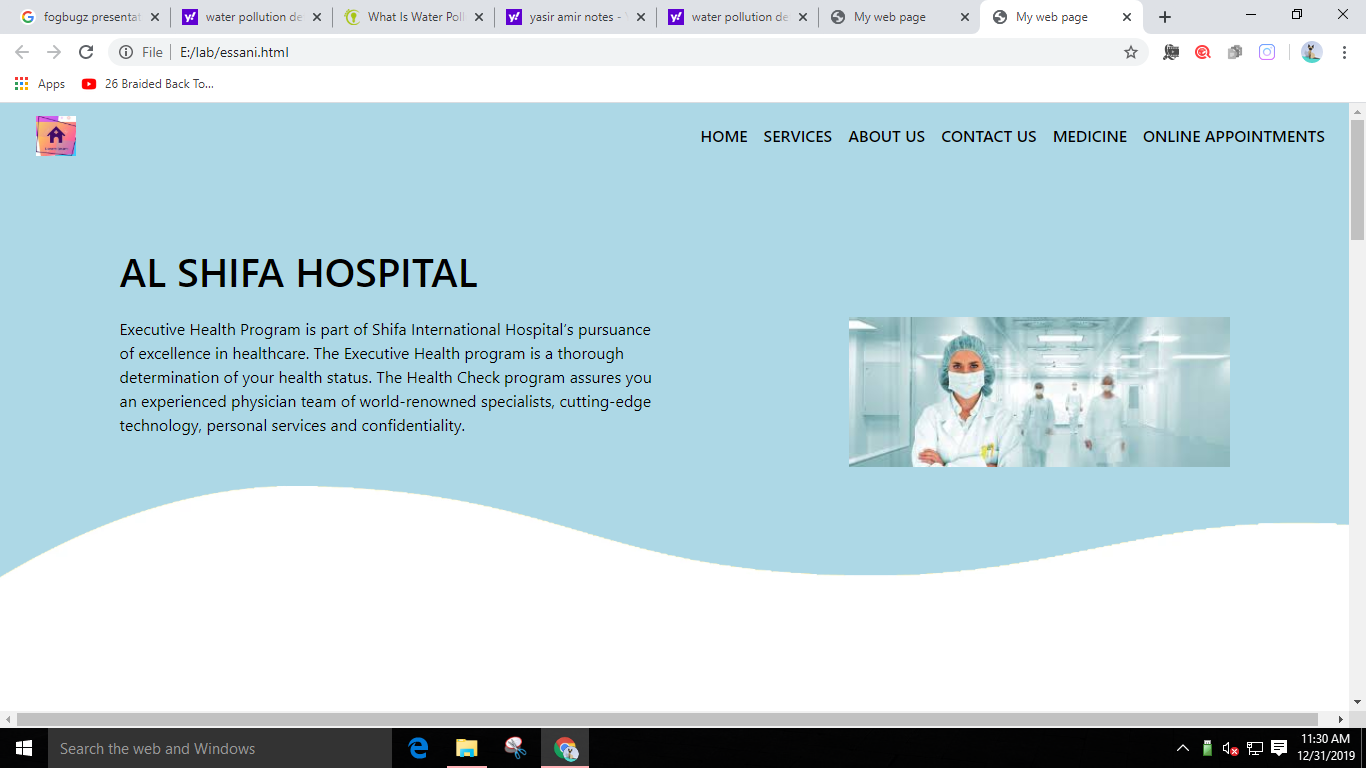 fogbugz presentat
water pollution de
What Is Water Poll
yasir amir notes - Y
water pollution de
My web page
My web page
File
E:/lab/essani.html
Apps
26 Braided Back To...
HOME SERVICES ABOUT US CONTACT US MEDICINE ONLINE APPOINTMENTS
AL SHIFA HOSPITAL
Executive Health Program is part of Shifa International Hospital's pursuance
of excellence in healthcare. The Executive Health program is a thorough
determination of your health status. The Health Check program assures you
an experienced physician team of world-renowned specialists, cutting-edge
technology, personal services and confidentiality.
Search the web and Windows
11:30 AM
12/31/2019